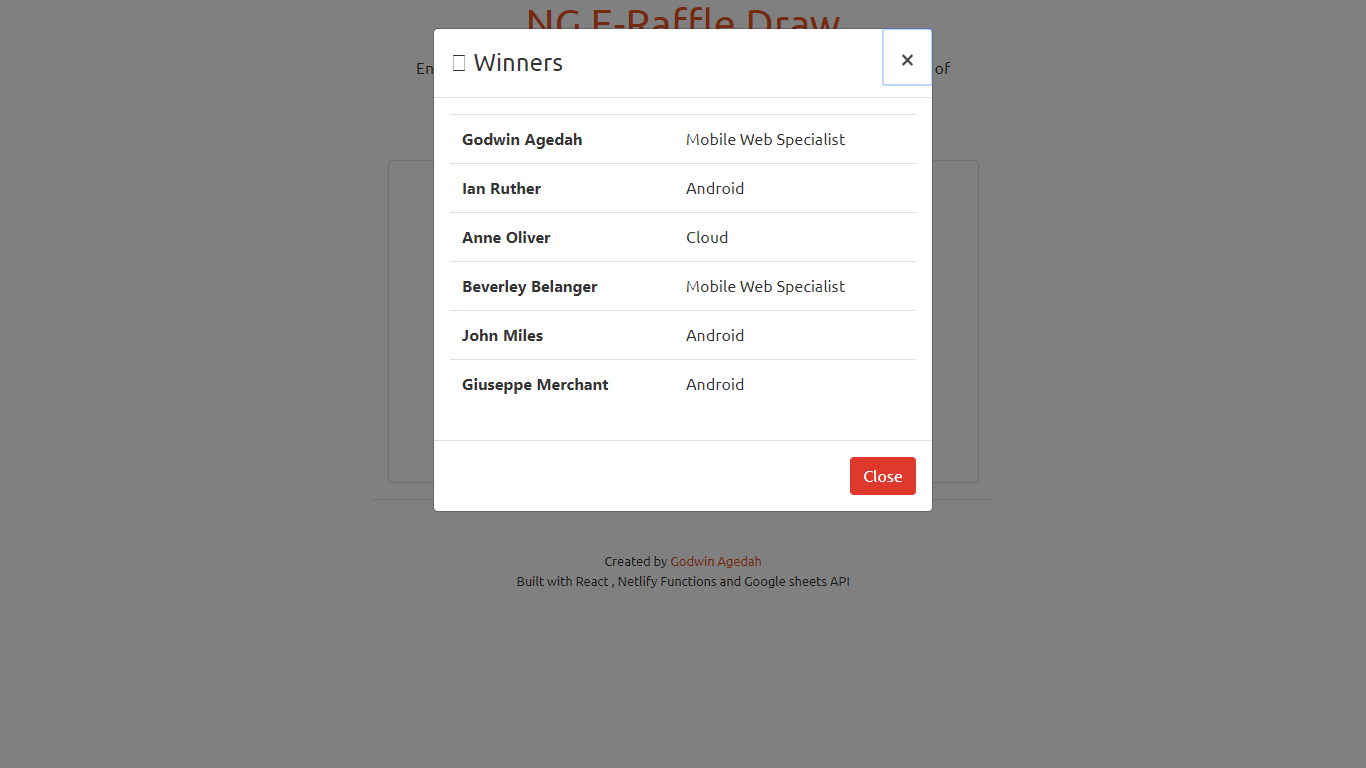 NG E-Raffle Draw
En
of
Winners
×
Godwin Agedah Mobile Web Specialist
Ian Ruther Android
Anne Oliver Cloud
Beverley Belanger Mobile Web Specialist
John Miles Android
Giuseppe Merchant Android
Close
Created by Godwin Agedah
Built with React , Netlify Functions and Google sheets API